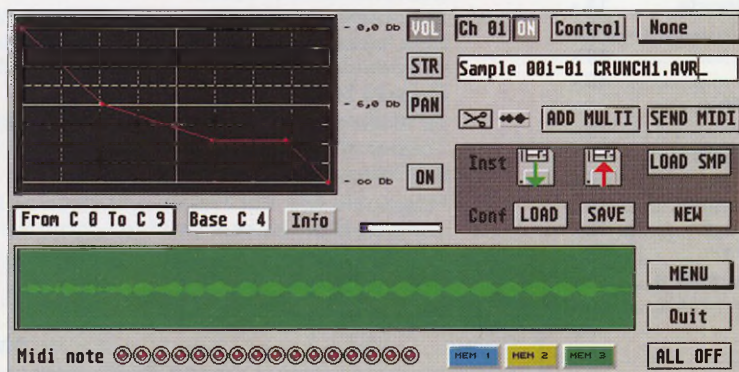 - 0,0 Db VOL Ch 01 ON Control None
STR Sample 001-01 CRUNCH1.AVR_
- 6,0 Db PAN
ADD MULTI SEND MIDI
- ∞ Db ON
Inst LOAD SMP
Conf LOAD SAVE NEW
From C 0 To C 9 Base C 4 Info
MENU
Quit
Midi note MEM 1 MEM 2 MEM 3 ALL OFF